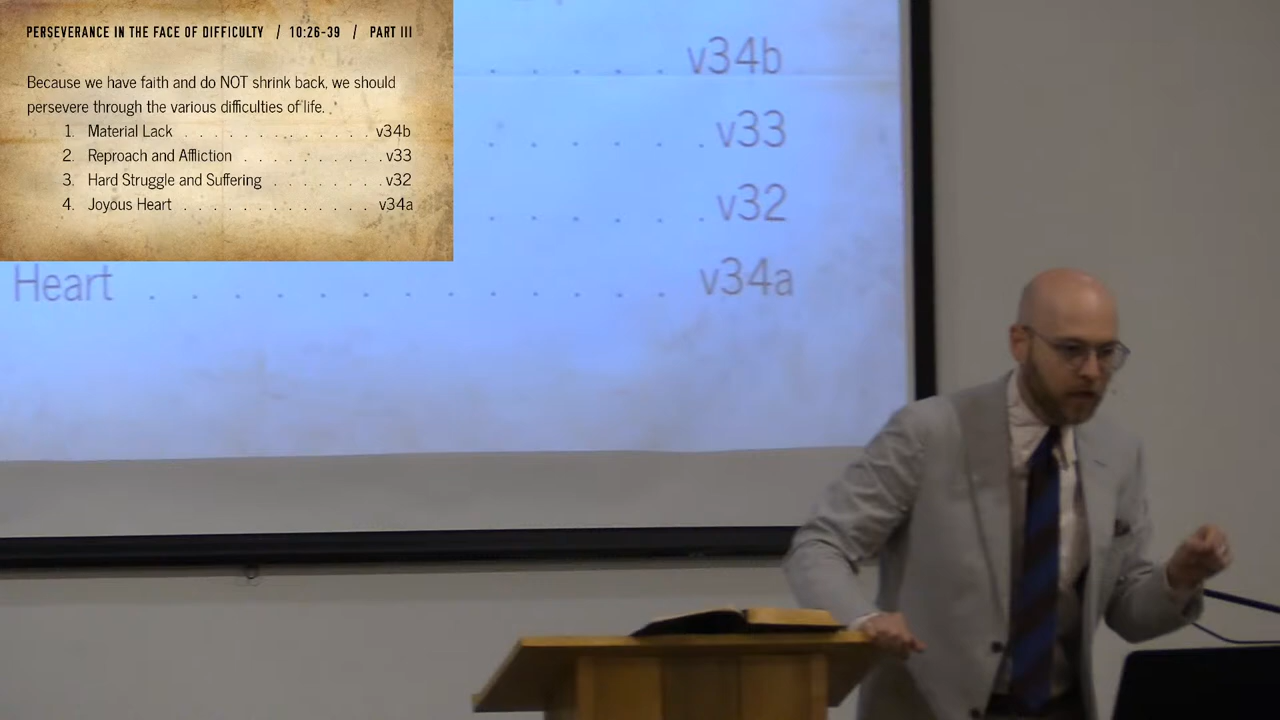 PERSEVERANCE IN THE FACE OF DIFFICULTY / 10:26-39 / PART III
Because we have faith and do NOT shrink back, we should
persevere through the various difficulties of life.
1. Material Lack . . . . . . . . . . . . . v34b
2. Reproach and Affliction . . . . . . . . . v33
3. Hard Struggle and Suffering . . . . . . . . v32
4. Joyous Heart . . . . . . . . . . . . . v34a
. . . . . v34b
. . . . . . v33
. . . . . . v32
Heart . . . . . . . . . . . . . v34a